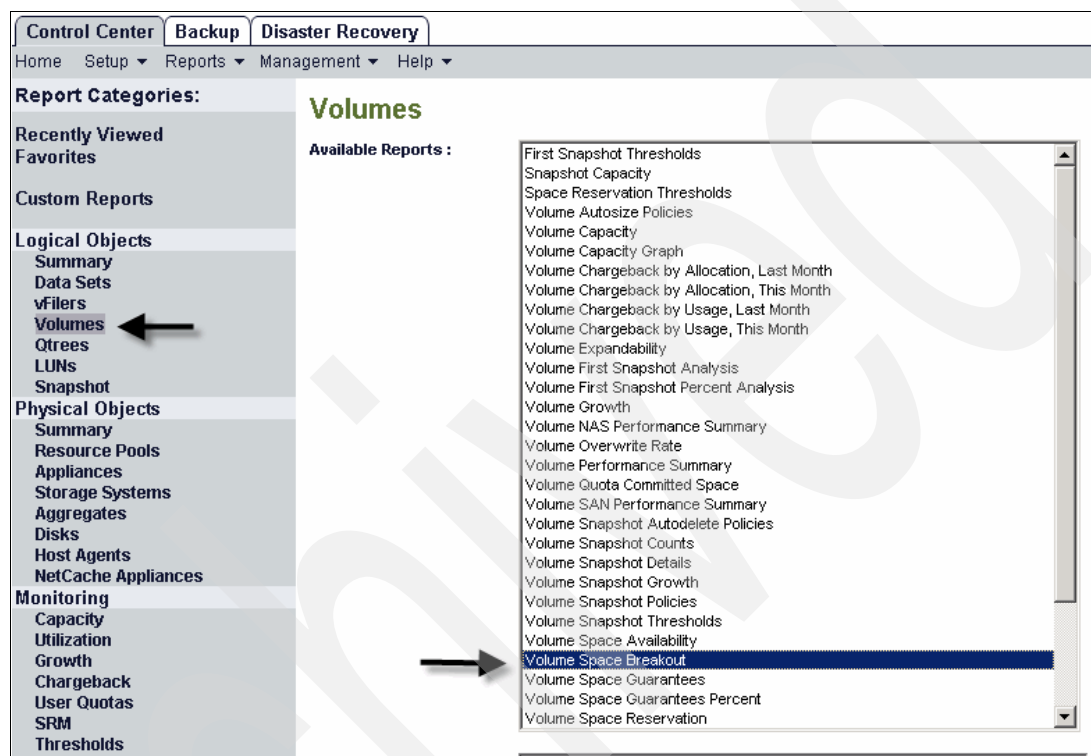 Control Center Backup Disaster Recovery
Home Setup Reports Management Help
Report Categories:
Recently Viewed
Favorites
Custom Reports
Logical Objects
Summary
Data Sets
vFilers
Volumes
Qtrees
LUNs
Snapshot
Physical Objects
Summary
Resource Pools
Appliances
Storage Systems
Aggregates
Disks
Host Agents
NetCache Appliances
Monitoring
Capacity
Utilization
Growth
Chargeback
User Quotas
SRM
Thresholds
Volumes
Available Reports :
First Snapshot Thresholds
Snapshot Capacity
Space Reservation Thresholds
Volume Autosize Policies
Volume Capacity
Volume Capacity Graph
Volume Chargeback by Allocation, Last Month
Volume Chargeback by Allocation, This Month
Volume Chargeback by Usage, Last Month
Volume Chargeback by Usage, This Month
Volume Expandability
Volume First Snapshot Analysis
Volume First Snapshot Percent Analysis
Volume Growth
Volume NAS Performance Summary
Volume Overwrite Rate
Volume Performance Summary
Volume Quota Committed Space
Volume SAN Performance Summary
Volume Snapshot Autodelete Policies
Volume Snapshot Counts
Volume Snapshot Details
Volume Snapshot Growth
Volume Snapshot Policies
Volume Snapshot Thresholds
Volume Space Availability
Volume Space Breakout
Volume Space Guarantees
Volume Space Guarantees Percent
Volume Space Reservation